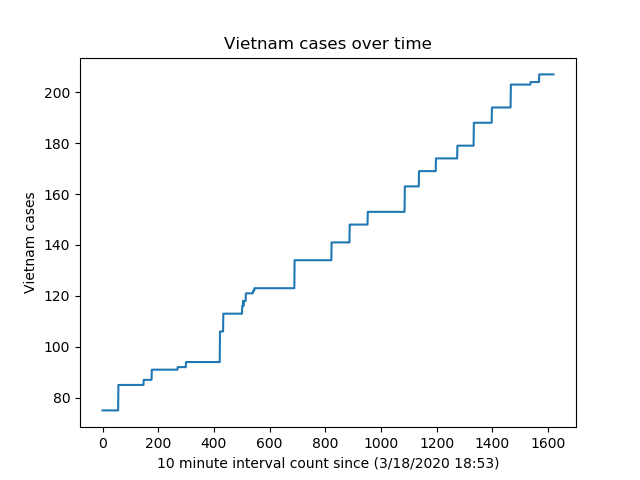 Vietnam cases over time
Vietnam cases
200
180
160
140
120
100
80
0 200 400 600 800 1000 1200 1400 1600
10 minute interval count since (3/18/2020 18:53)